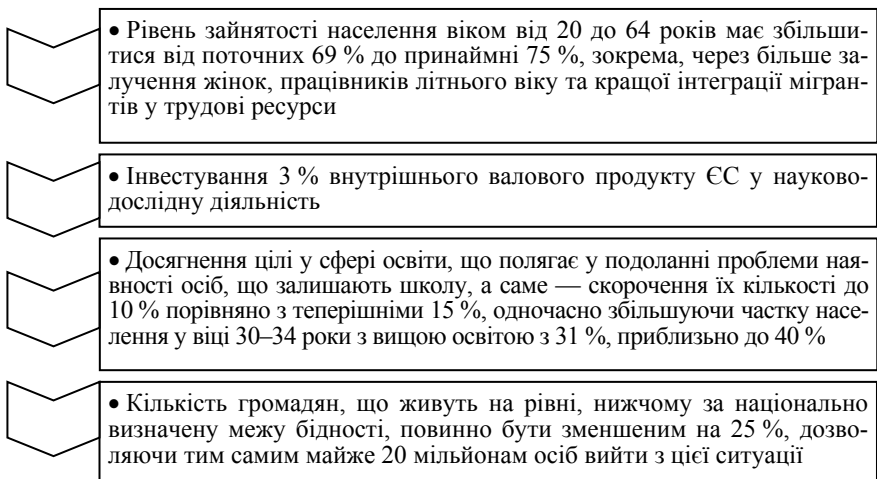 • Рівень зайнятості населення віком від 20 до 64 років має збільши-
тися від поточних 69 % до принаймні 75 %, зокрема, через більше за-
лучення жінок, працівників літнього віку та кращої інтеграції мігран-
тів у трудові ресурси
• Інвестування 3 % внутрішнього валового продукту ЄС у науково-
дослідну діяльність
• Досягнення цілі у сфері освіти, що полягає у подоланні проблеми ная-
вності осіб, що залишають школу, а саме — скорочення їх кількості до
10 % порівняно з теперішніми 15 %, одночасно збільшуючи частку насе-
лення у віці 30–34 роки з вищою освітою з 31 %, приблизьно до 40 %
• Кількість громадян, що живуть на рівні, нижчому за національно
визначену межу бідності, повинно бути зменшеним на 25 %, дозво-
ляючи тим самим майже 20 мільйонам осіб вийти з цієї ситуації